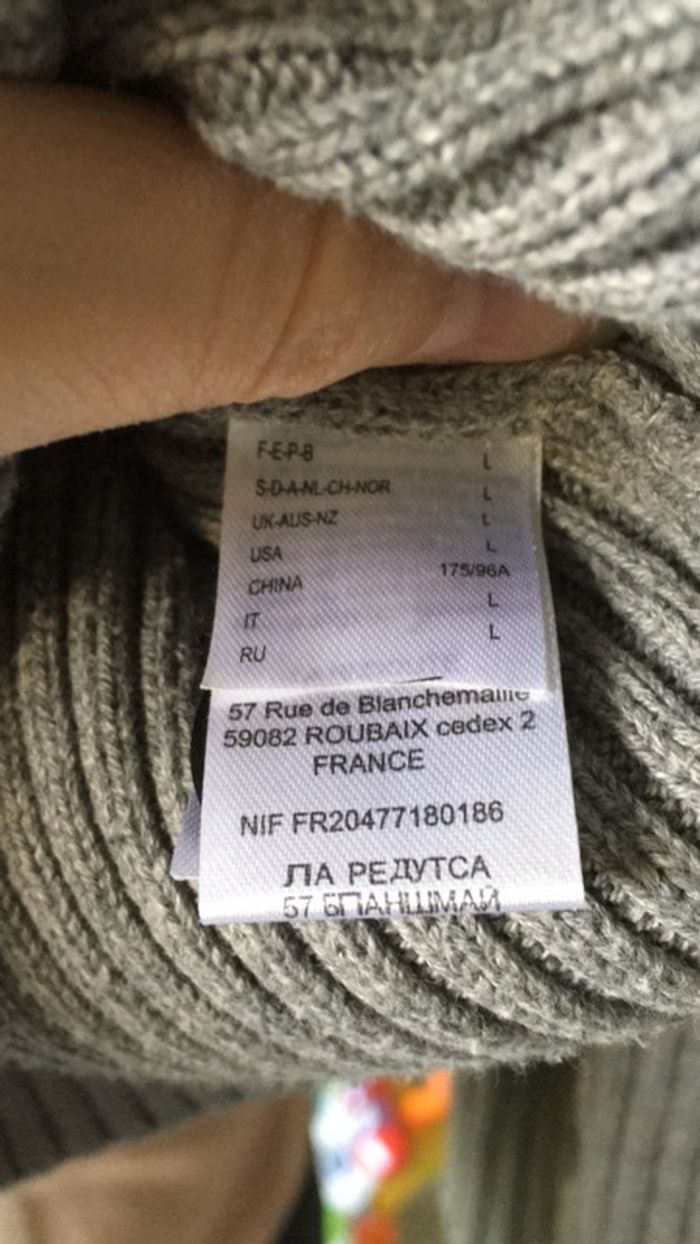 F-E-P-B L
S-D-A-NL-CH-NOR L
UK-AUS-NZ L
USA L
CHINA 175/96A
IT L
RU L
57 Rue de Blanchemaille
59082 ROUBAIX cedex 2
FRANCE
NIF FR20477180186
ЛА РЕДУТСА
57 БЛАНШМАЙ